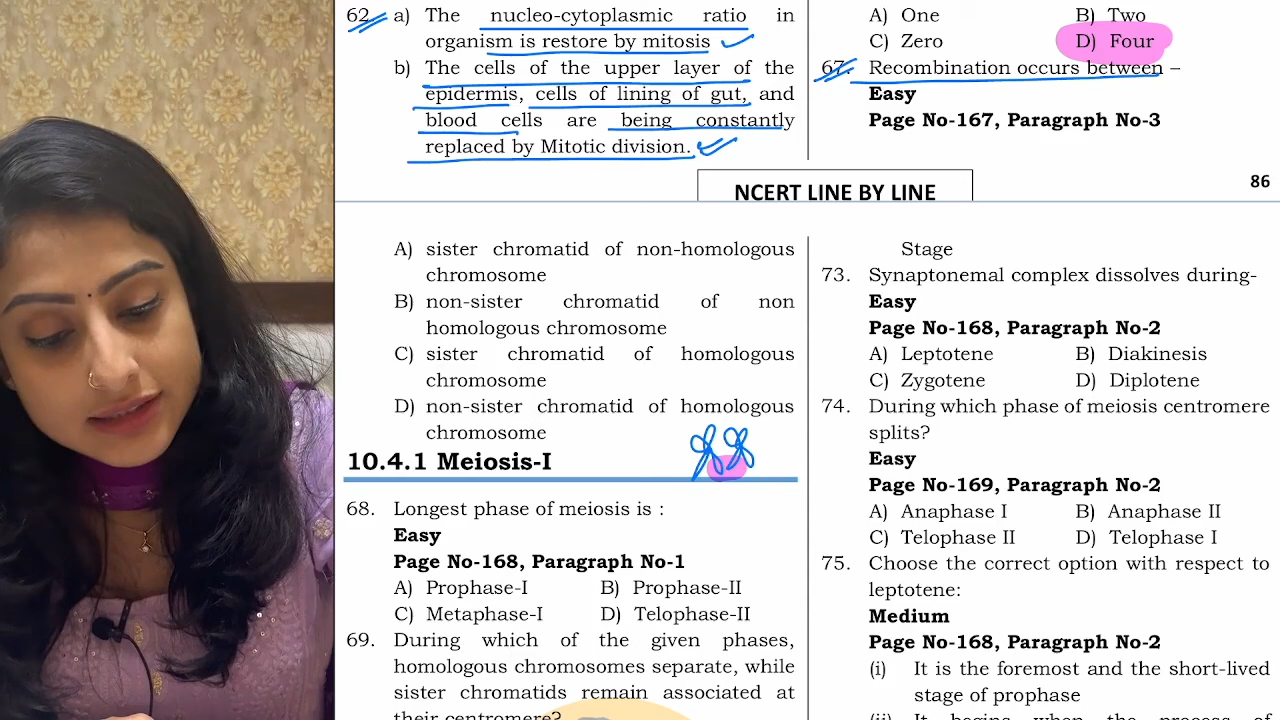 62. a) The nucleo-cytoplasmic ratio in
organism is restore by mitosis
b) The cells of the upper layer of the
epidermis, cells of lining of gut, and
blood cells are being constantly
replaced by Mitotic division.
A) One B) Two
C) Zero D) Four
67. Recombination occurs between –
Easy
Page No-167, Paragraph No-3
NCERT LINE BY LINE
86
A) sister chromatid of non-homologous
chromosome
B) non-sister chromatid of non
homologous chromosome
C) sister chromatid of homologous
chromosome
D) non-sister chromatid of homologous
chromosome
10.4.1 Meiosis-I
68. Longest phase of meiosis is :
Easy
Page No-168, Paragraph No-1
A) Prophase-I B) Prophase-II
C) Metaphase-I D) Telophase-II
69. During which of the given phases,
homologous chromosomes separate, while
sister chromatids remain associated at
their centromere?
Stage
73. Synaptonemal complex dissolves during-
Easy
Page No-168, Paragraph No-2
A) Leptotene B) Diakinesis
C) Zygotene D) Diplotene
74. During which phase of meiosis centromere
splits?
Easy
Page No-169, Paragraph No-2
A) Anaphase I B) Anaphase II
C) Telophase II D) Telophase I
75. Choose the correct option with respect to
leptotene:
Medium
Page No-168, Paragraph No-2
(i) It is the foremost and the short-lived
stage of prophase
(ii) It begins when the process of